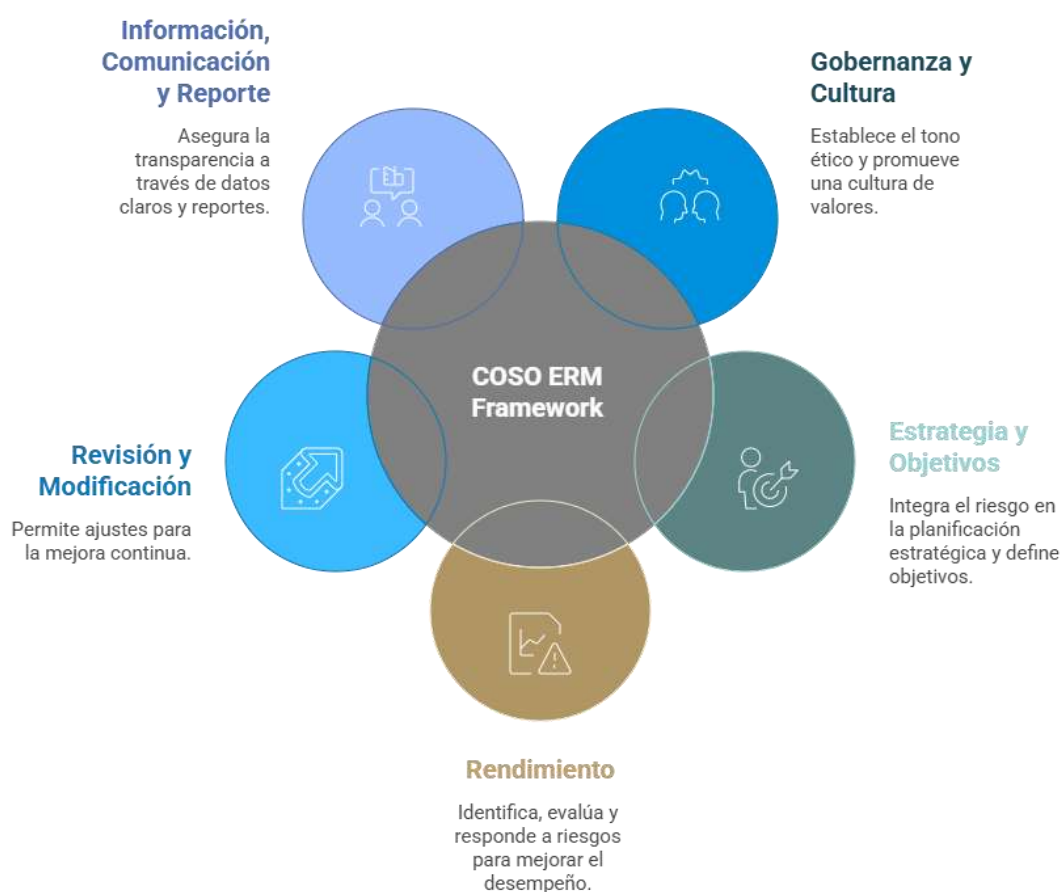 Información,
Comunicación
y Reporte
Asegura la
transparencia a
través de datos
claros y reportes.
Gobernanza y
Cultura
Establece el tono
ético y promueve
una cultura de
valores.
COSO ERM
Framework
Revisión y
Modificación
Permite ajustes para
la mejora continua.
Estrategia y
Objetivos
Integra el riesgo en
la planificación
estratégica y define
objetivos.
Rendimiento
Identifica, evalúa y
responde a riesgos
para mejorar el
desempeño.